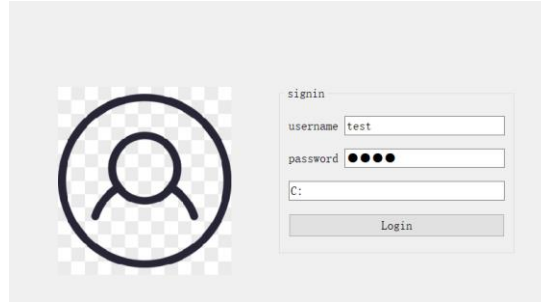 signin
username test
password ●●●●
C:
Login